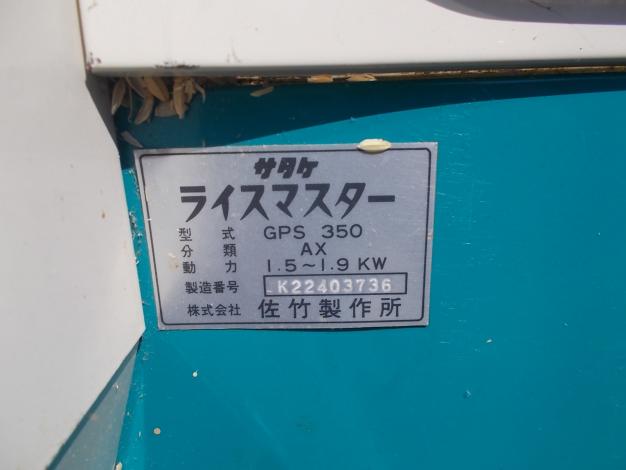 サタケ
ライスマスター
型式 GPS 350
分類 AX
動力 1.5～1.9 KW
製造番号 K22403736
株式会社 佐竹製作所